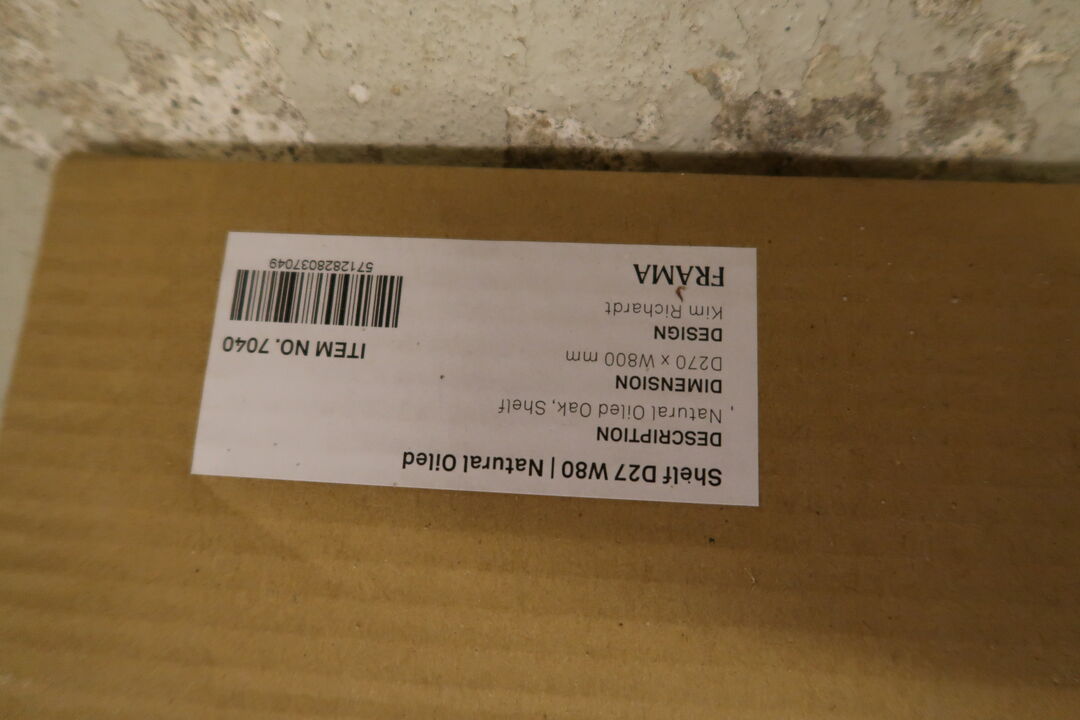 Shelf D27 W80 | Natural Oiled
DESCRIPTION
, Natural Oiled Oak, Shelf
DIMENSION
D270 x W800 mm
DESIGN
Kim Richardt
FRAMA
ITEM NO. 7040
5712828037049